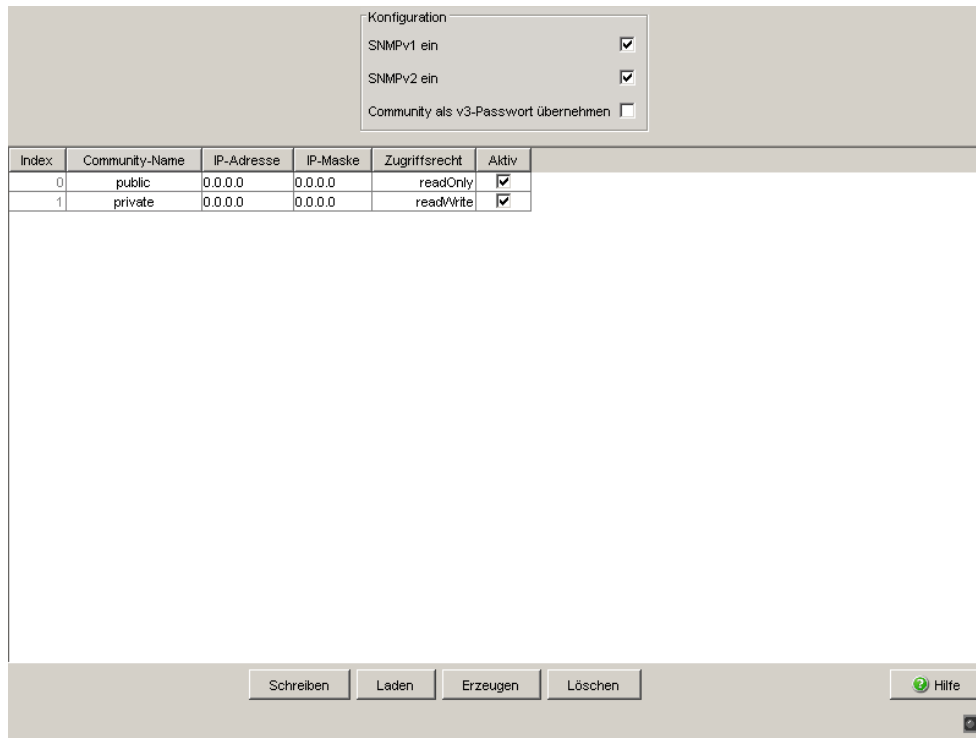 Konfiguration
SNMPv1 ein
SNMPv2 ein
Community als v3-Passwort übernehmen
Index Community-Name IP-Adresse IP-Maske Zugriffsrecht Aktiv
0 public 0.0.0.0 0.0.0.0 readOnly
1 private 0.0.0.0 0.0.0.0 readWrite
Schreiben Laden Erzeugen Löschen Hilfe